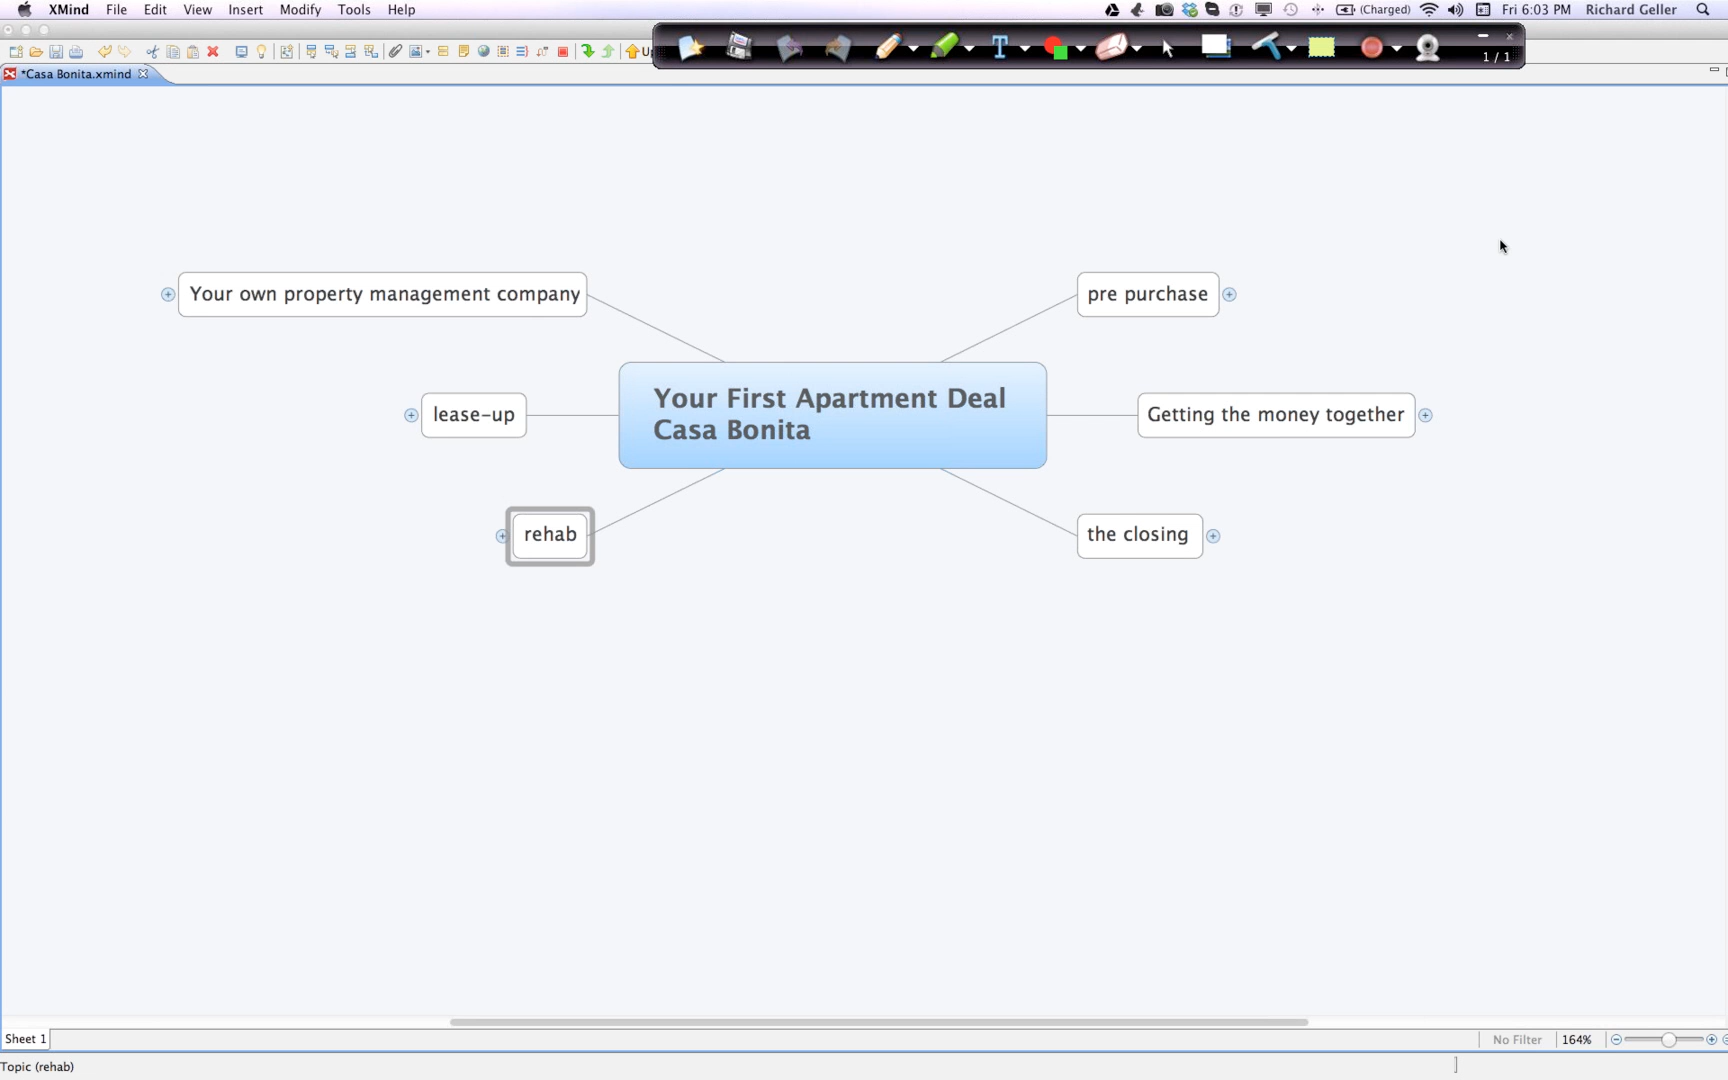 XMind File Edit View Insert Modify Tools Help (Charged) Fri 6:03 PM Richard Geller
1 / 1
*Casa Bonita.xmind
Your own property management company
pre purchase
Your First Apartment Deal
Casa Bonita
lease-up
Getting the money together
rehab
the closing
Sheet 1
No Filter 164%
Topic (rehab)